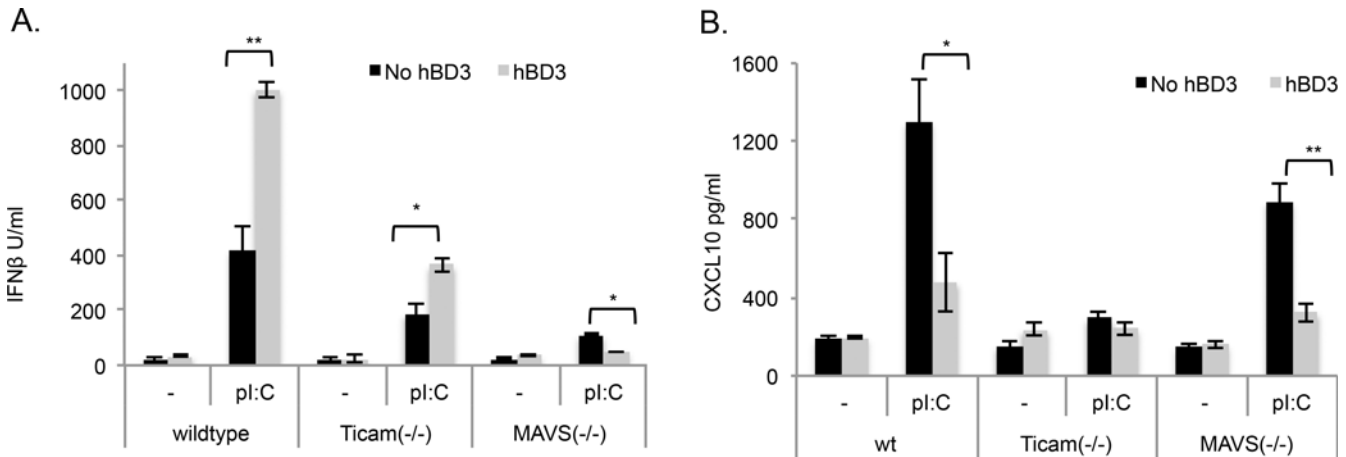 A.
**
No hBD3 hBD3
1000
800
600
400
200
0
IFNβ U/ml
*
*
- pI:C - pI:C - pI:C
wildtype Ticam(-/-) MAVS(-/-)
B.
*
No hBD3 hBD3
1600
1200
800
400
0
CXCL10 pg/ml
**
- pI:C - pI:C - pI:C
wt Ticam(-/-) MAVS(-/-)